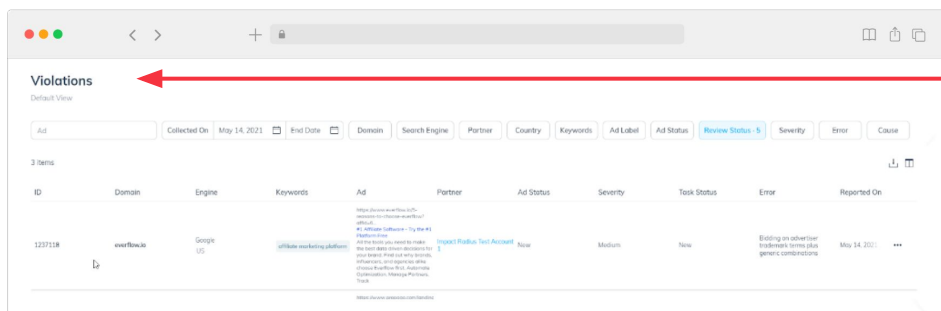 Violations
Default View
Ad
Collected On May 14, 2021 End Date Domain Search Engine Partner Country Keywords Ad Label Ad Status Review Status · 5 Severity Error Cause
3 items
ID Domain Engine Keywords Ad Partner Ad Status Severity Task Status Error Reported On
1237118 everflow.io Google US affiliate marketing platform
#1 Affiliate Software - Try the #1
Platform Free
All the tools you need to make
the best data driven decisions for
your brand. Find out why brands,
influencers, and agencies alike
choose Everflow first. Automate
Optimization, Manage Partners,
Track
Impact Radius Test Account
1
New Medium New
Bidding on advertiser
trademark terms plus
generic combinations
May 14, 2021